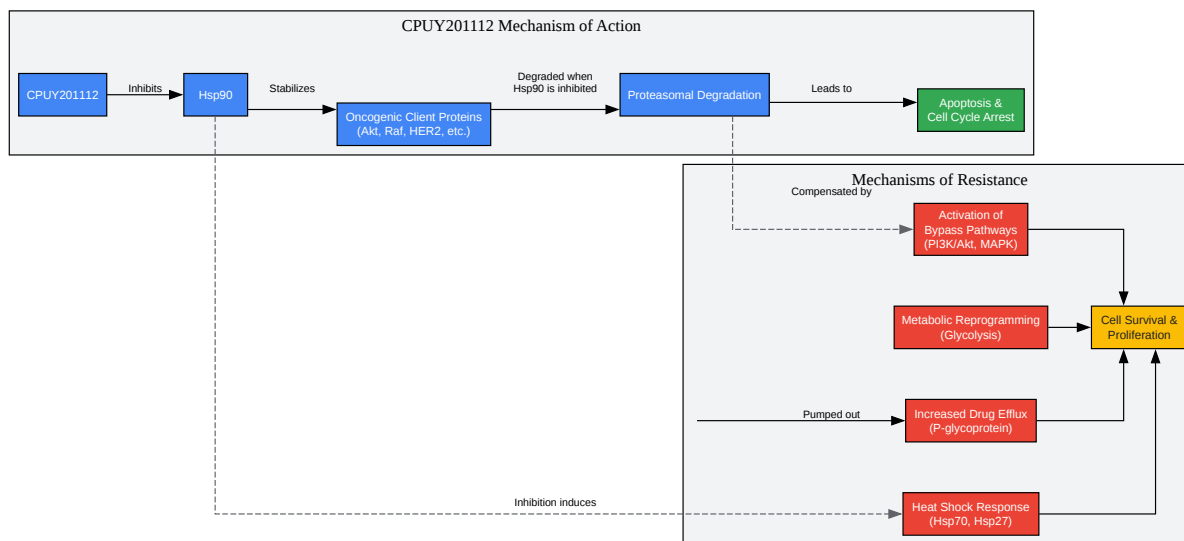 CPUY201112 Mechanism of Action
CPUY201112
Inhibits
Hsp90
Stabilizes
Oncogenic Client Proteins
(Akt, Raf, HER2, etc.)
Degraded when
Hsp90 is inhibited
Proteasomal Degradation
Leads to
Apoptosis &
Cell Cycle Arrest
Mechanisms of Resistance
Compensated by
Activation of
Bypass Pathways
(PI3K/Akt, MAPK)
Metabolic Reprogramming
(Glycolysis)
Cell Survival &
Proliferation
Pumped out
Increased Drug Efflux
(P-glycoprotein)
Inhibition induces
Heat Shock Response
(Hsp70, Hsp27)